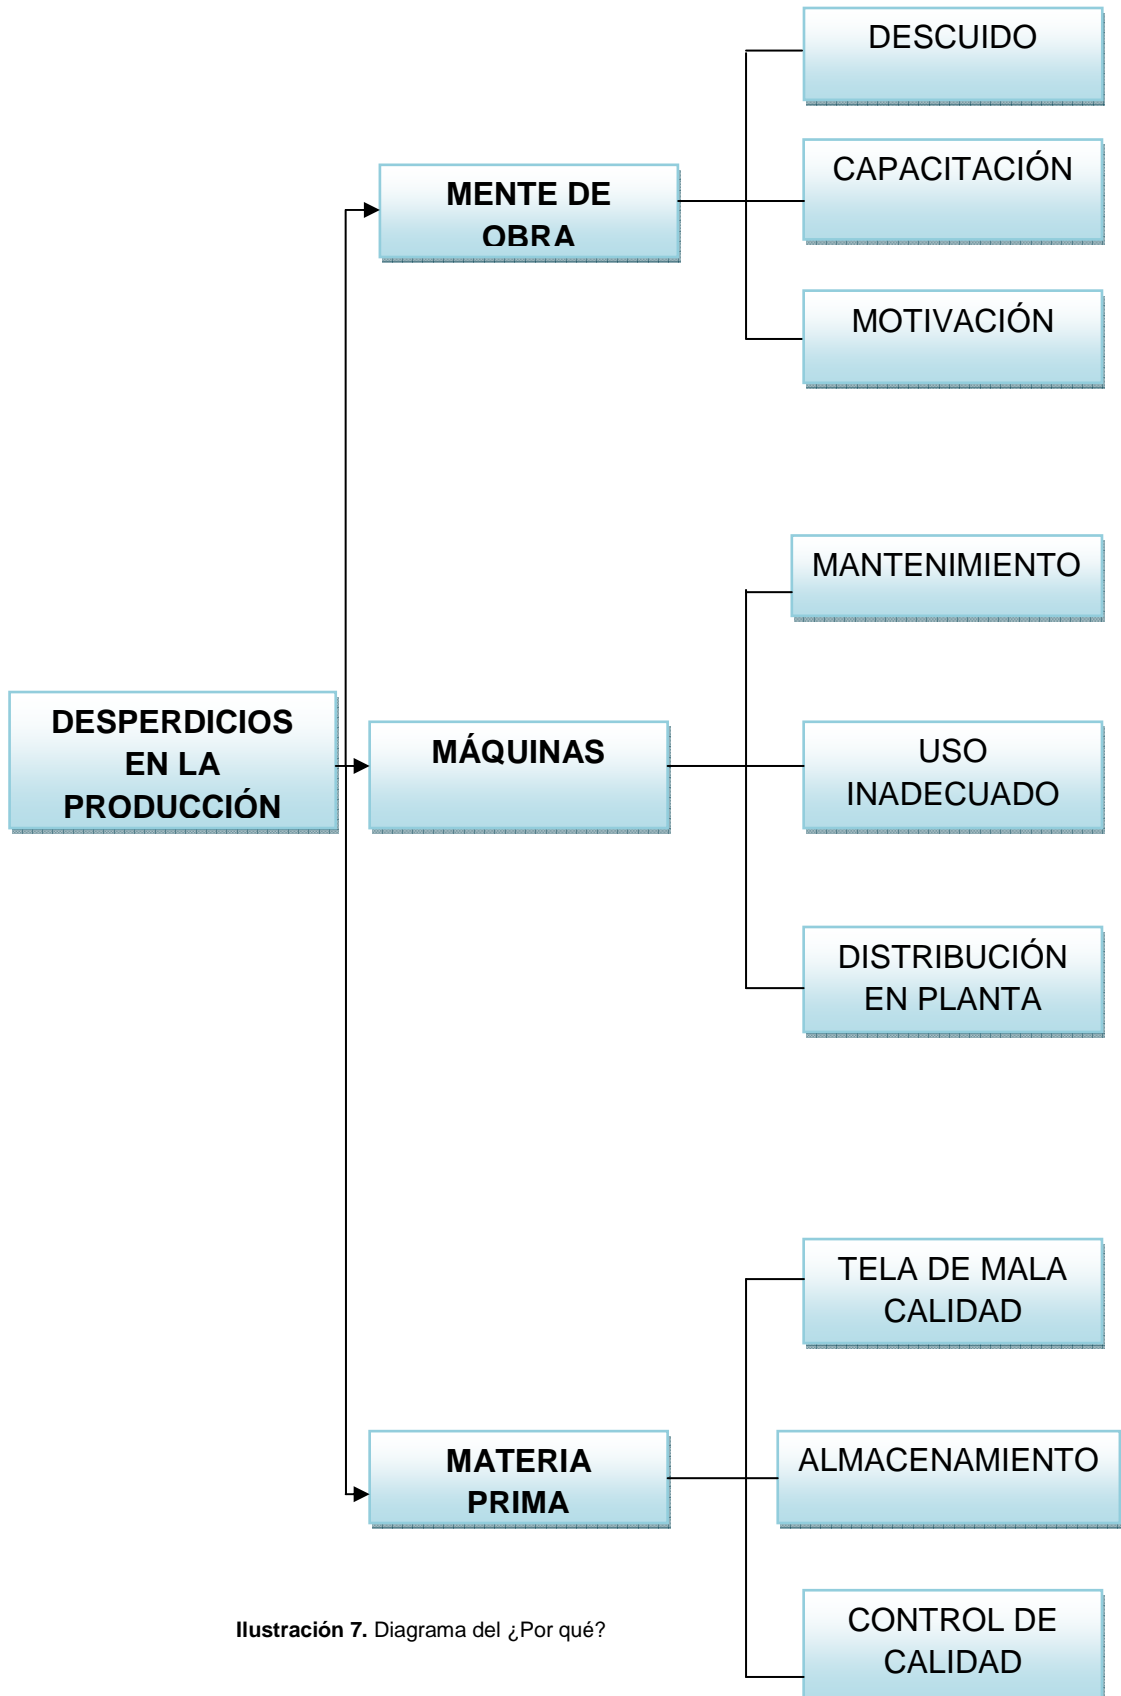 DESCUIDO
CAPACITACIÓN
MENTE DE
OBRA
MOTIVACIÓN
MANTENIMIENTO
DESPERDICIOS
EN LA
PRODUCCIÓN
MÁQUINAS
USO
INADECUADO
DISTRIBUCIÓN
EN PLANTA
TELA DE MALA
CALIDAD
MATERIA
PRIMA
ALMACENAMIENTO
CONTROL DE
CALIDAD
Ilustración 7. Diagrama del ¿Por qué?